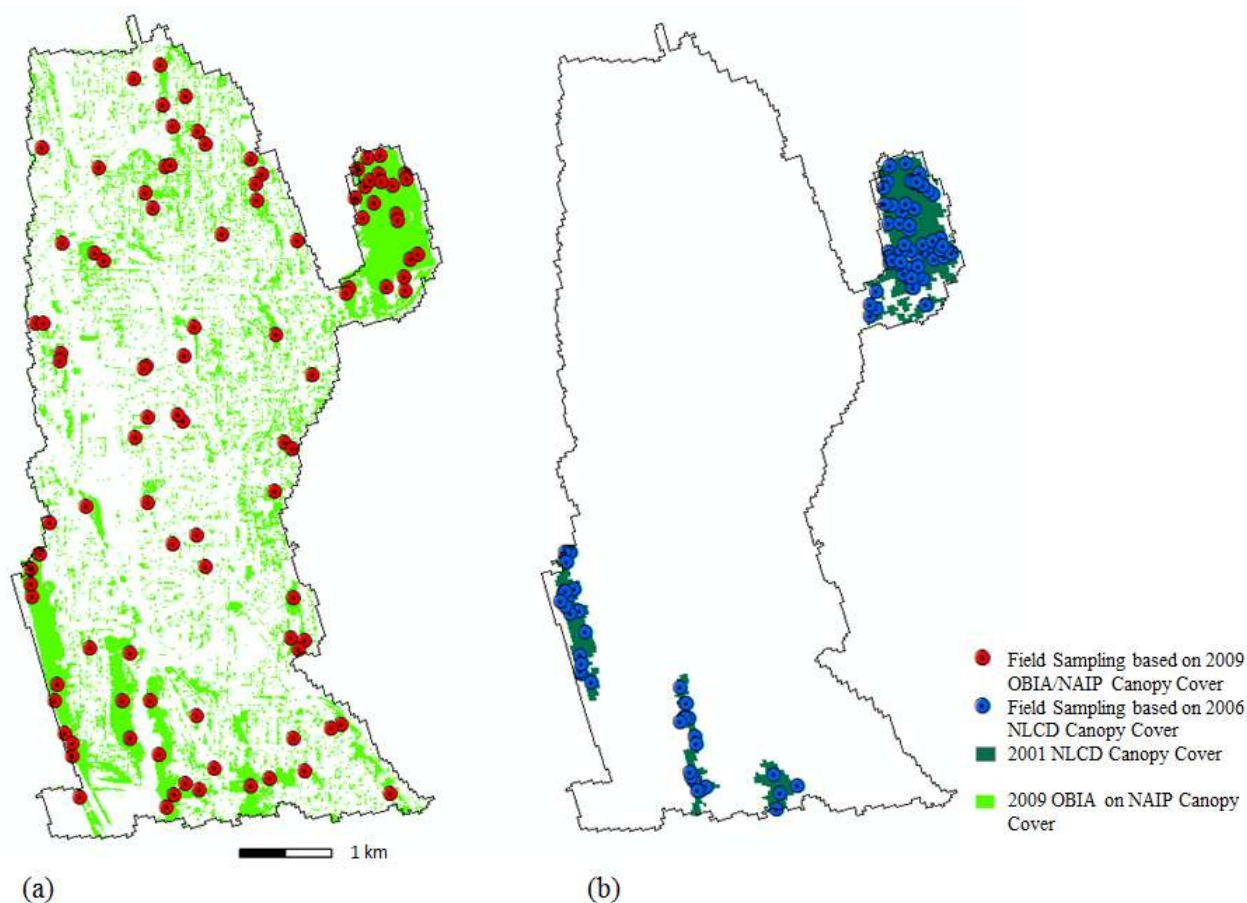 Field Sampling based on 2009
OBIA/NAIP Canopy Cover
Field Sampling based on 2006
NLCD Canopy Cover
2001 NLCD Canopy Cover
2009 OBIA on NAIP Canopy
Cover
1 km
(a)
(b)